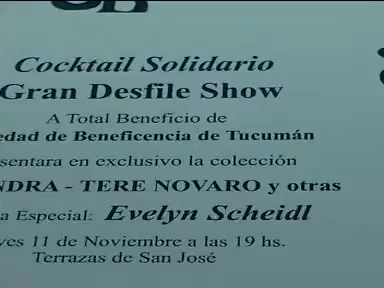 Cocktail Solidario
Gran Desfile Show
A Total Beneficio de
edad de Beneficencia de Tucumán
sentara en exclusivo la colección
NDRA - TERE NOVARO y otras
a Especial: Evelyn Scheidl
ves 11 de Noviembre a las 19 hs.
Terrazas de San José